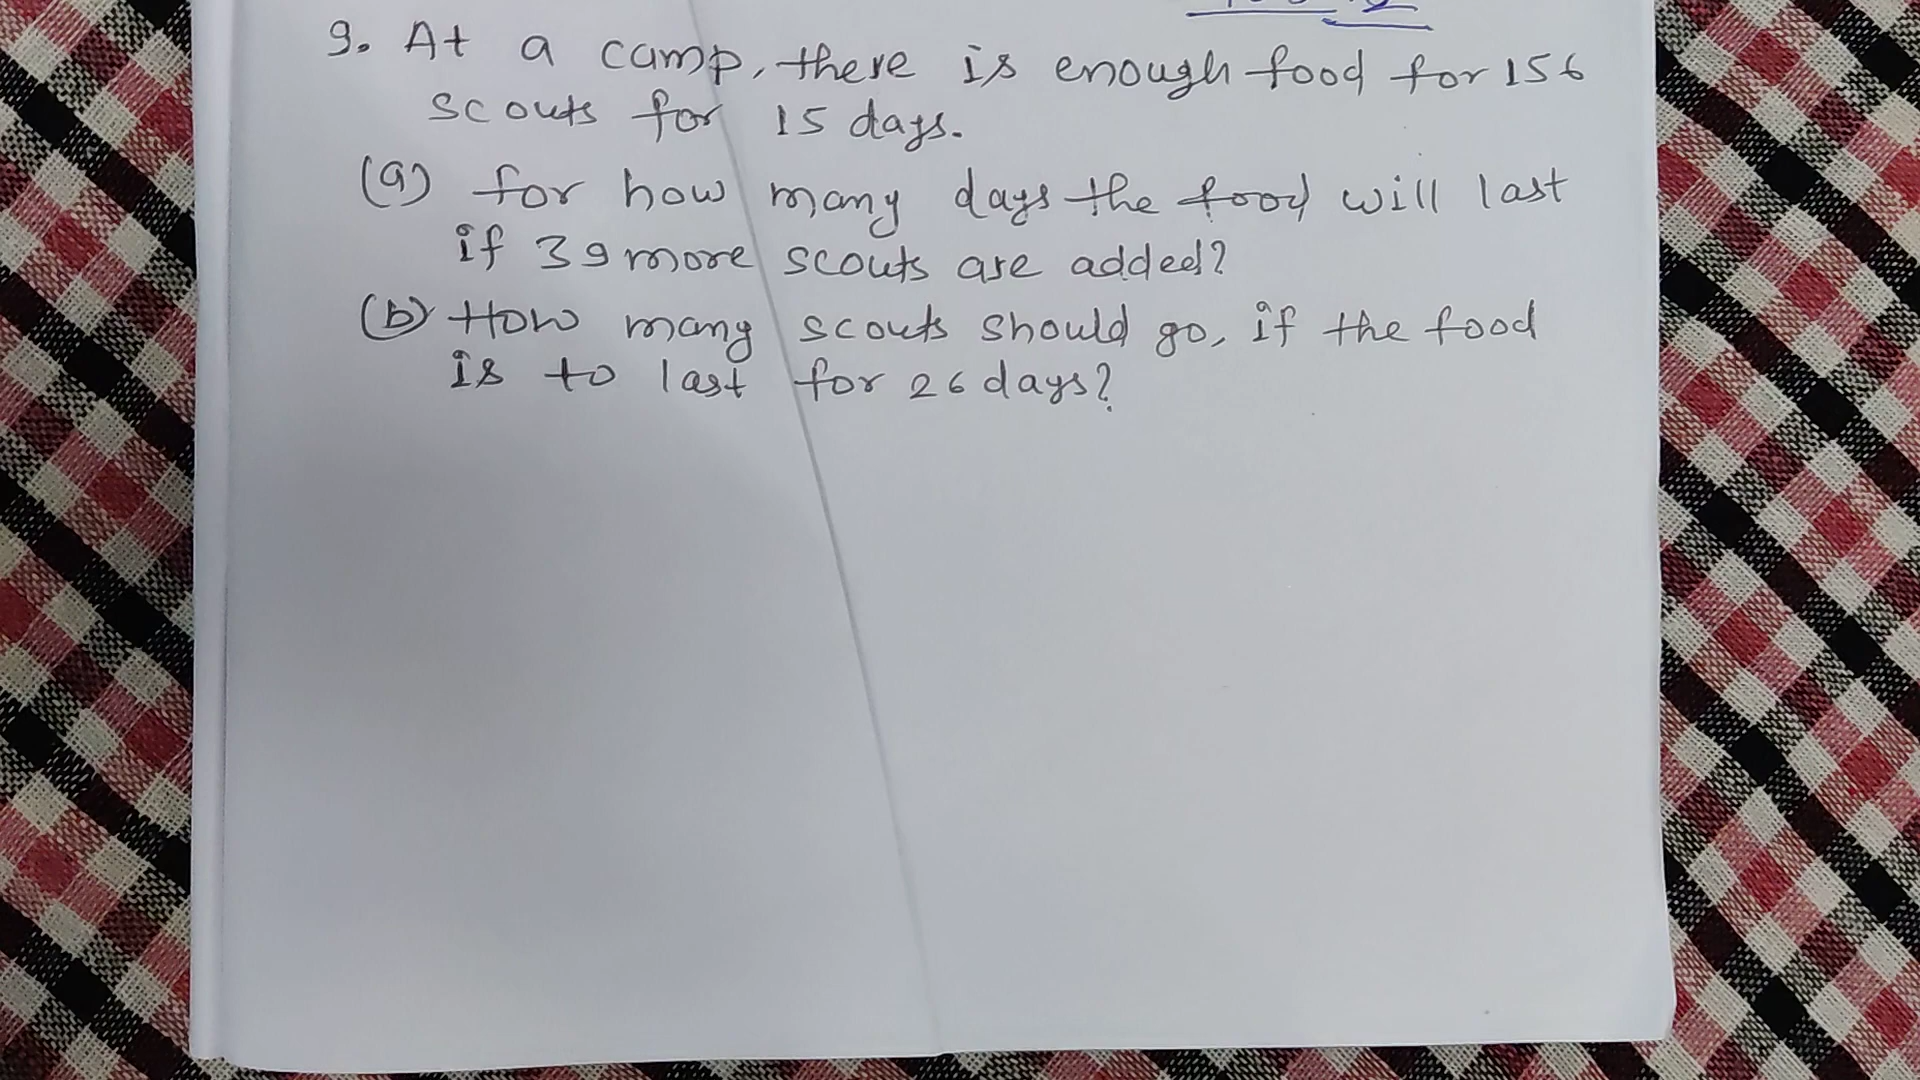 9. At a camp, there is enough food for 156
scouts for 15 days.
(a) for how many days the food will last
if 39 more scouts are added?
(b) How many scouts should go, if the food
is to last for 26 days?